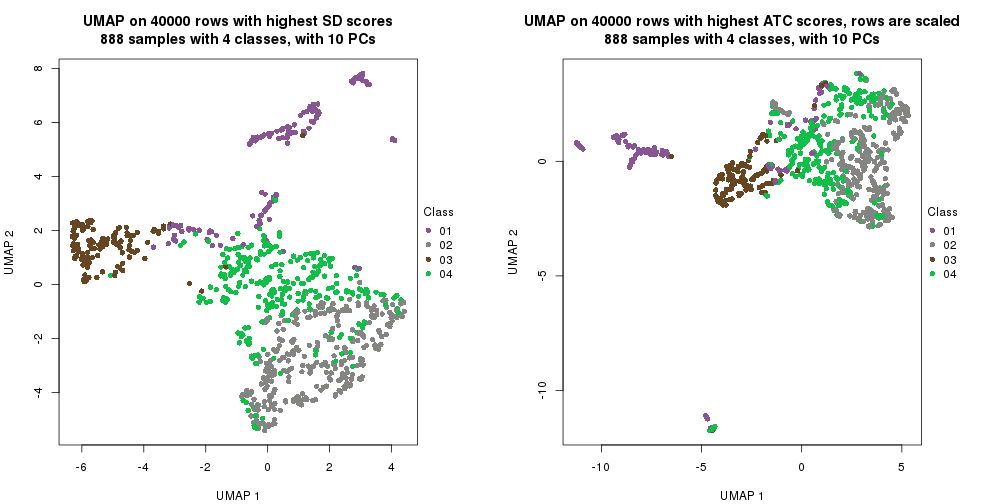 UMAP on 40000 rows with highest SD scores
888 samples with 4 classes, with 10 PCs
8
6
4
2
0
-2
-4
UMAP 2
-6
-4
-2
0
2
4
UMAP 1
Class
01
02
03
04
UMAP on 40000 rows with highest ATC scores, rows are scaled
888 samples with 4 classes, with 10 PCs
0
-5
-10
UMAP 2
-10
-5
0
5
UMAP 1
Class
01
02
03
04